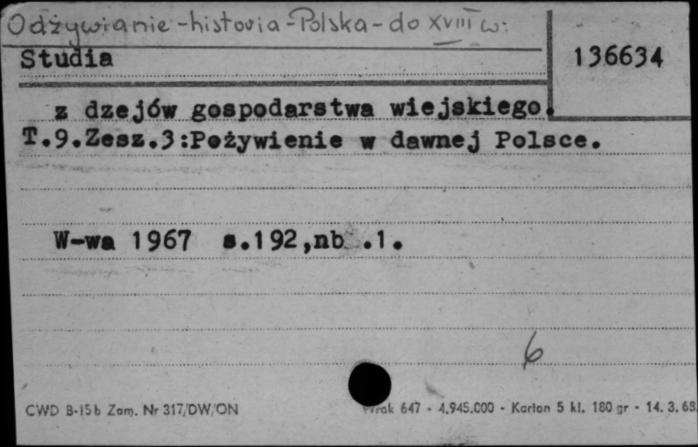 Odżywianie - historia - Polska - do XVIII w.
Studia
136634
z dzejów gospodarstwa wiejskiego.
T.9.Zesz.3:Pożywienie w dawnej Polsce.
W-wa 1967 s.192,nb .1.
6
CWD B-15b Zam. Nr 317/DW/ON
647 - 4.945.000 - Karton 5 kl. 180 gr - 14. 3. 68